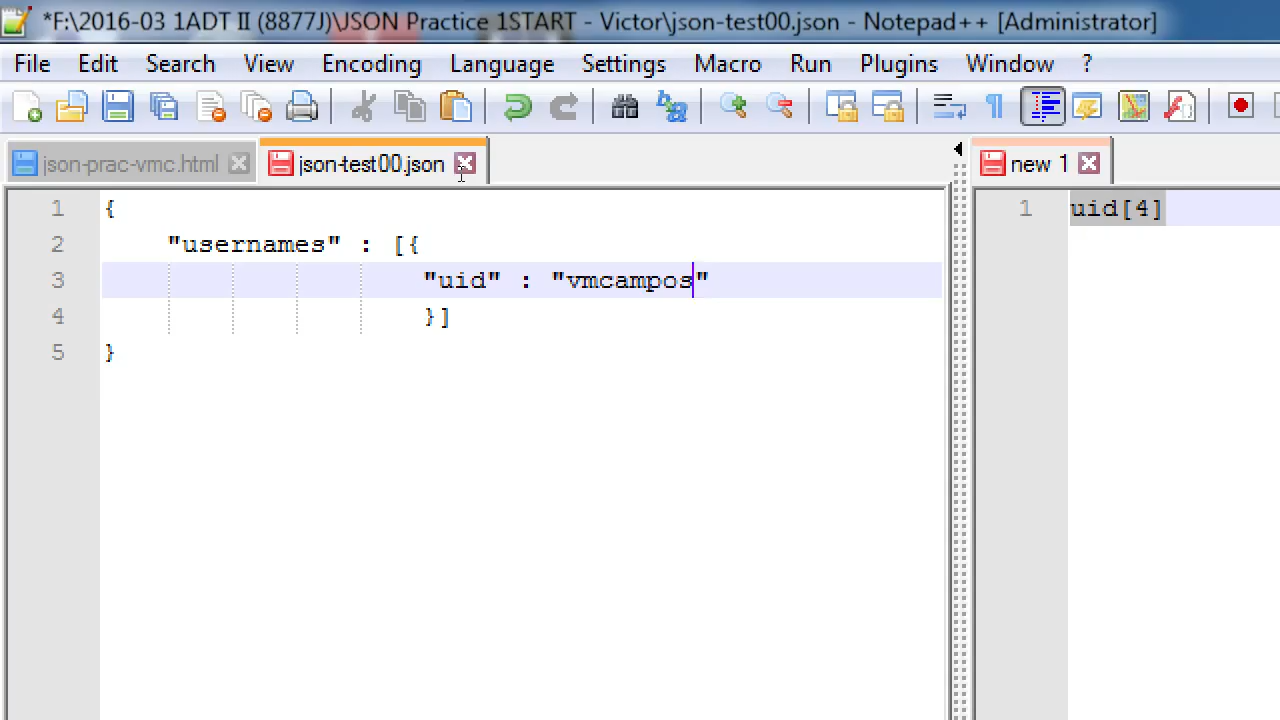 *F:\2016-03 1ADT II (8877J)\JSON Practice 1START - Victor\json-test00.json - Notepad++ [Administrator]
File Edit Search View Encoding Language Settings Macro Run Plugins Window ?
json-prac-vmc.html json-test00.json new 1
1 {
2 "usernames" : [{
3 "uid" : "vmcampos"
4 }]
5 }
1 uid[4]